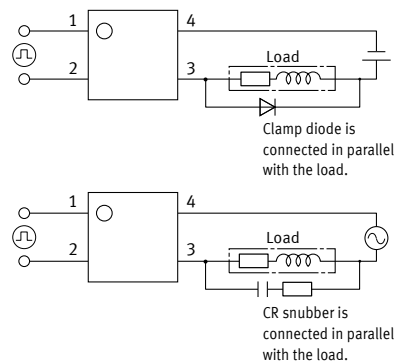 1
4
Load
2
3
Clamp diode is
connected in parallel
with the load.
1
4
Load
2
3
CR snubber is
connected in parallel
with the load.